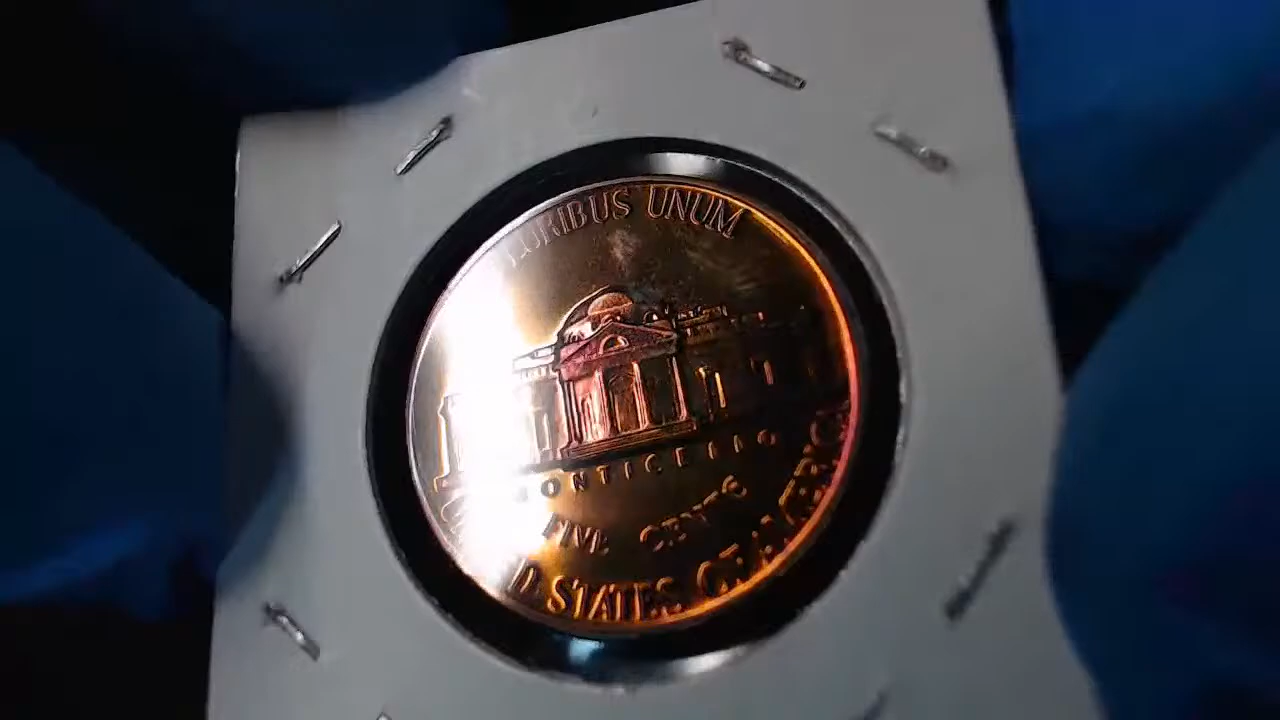 PLURIBUS UNUM
MONTICELLO
FIVE CENTS
D STATES OF AMERICA